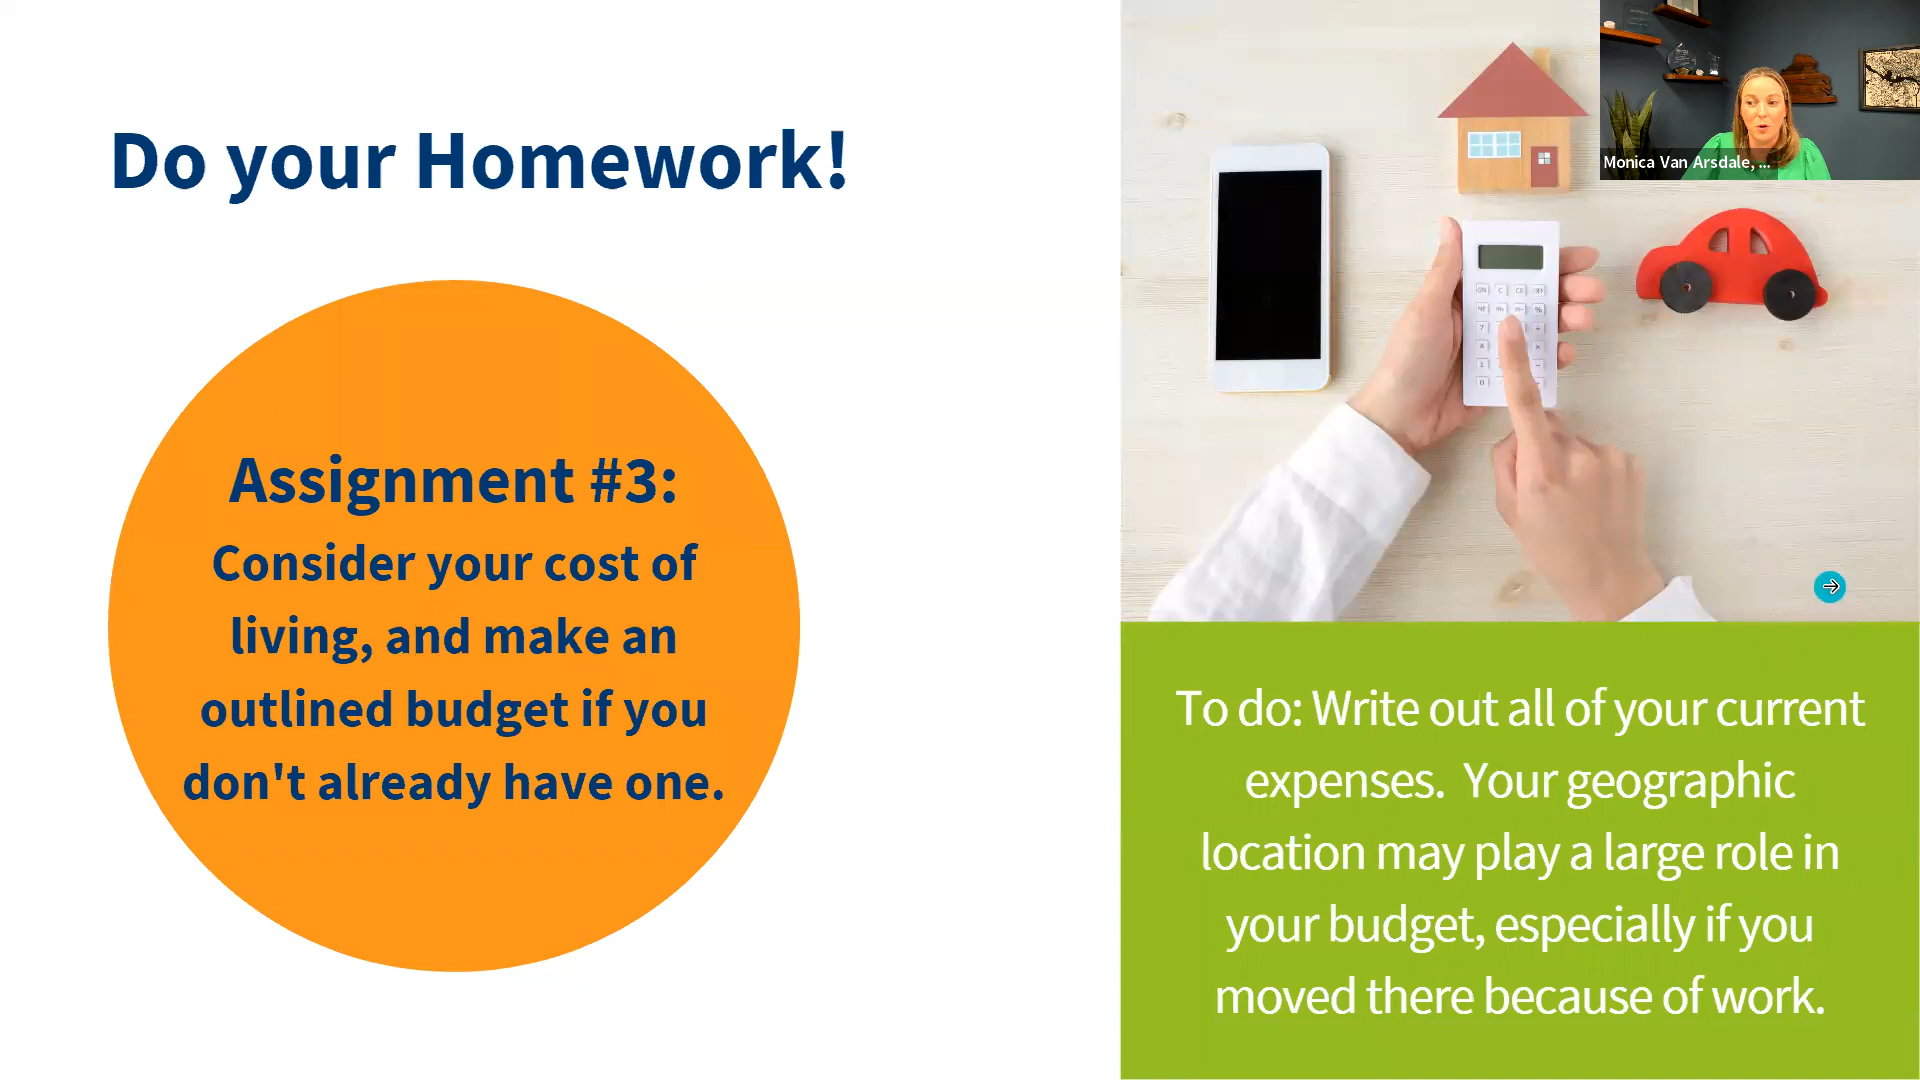 Do your Homework!
Assignment #3:
Consider your cost of
living, and make an
outlined budget if you
don't already have one.
Monica Van Arsdale, ...
To do: Write out all of your current
expenses.  Your geographic
location may play a large role in
your budget, especially if you
moved there because of work.